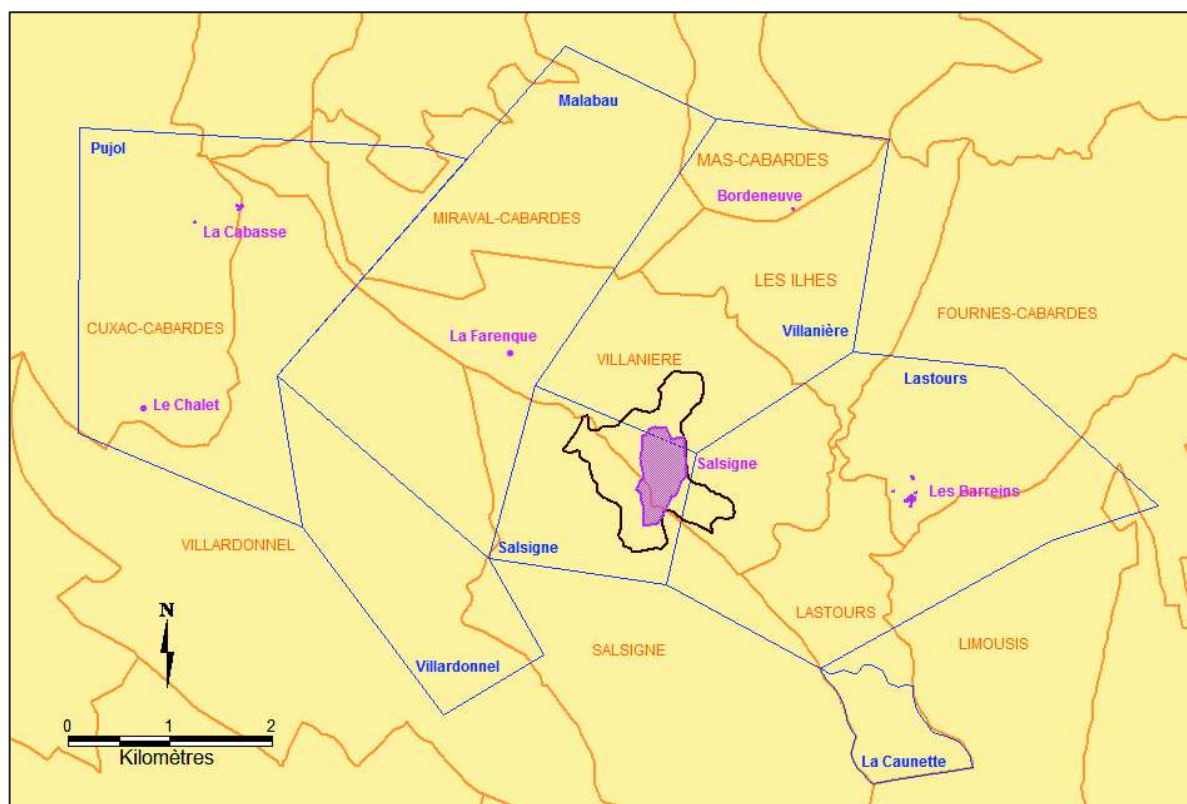 Malabau
Pujol
MAS-CABARDES
Bordeneuve
MIRAVAL-CABARDES
La Cabasse
LES ILHES
FOURNES-CABARDES
CUXAC-CABARDES
La Farenque
Villanière
VILLANIERE
Lastours
Le Chalet
Salsigne
Les Barreins
VILLARDONNEL
Salsigne
N
LASTOURS
LIMOUSIS
SALSIGNE
Villardonnel
0 1 2
Kilomètres
La Caunette